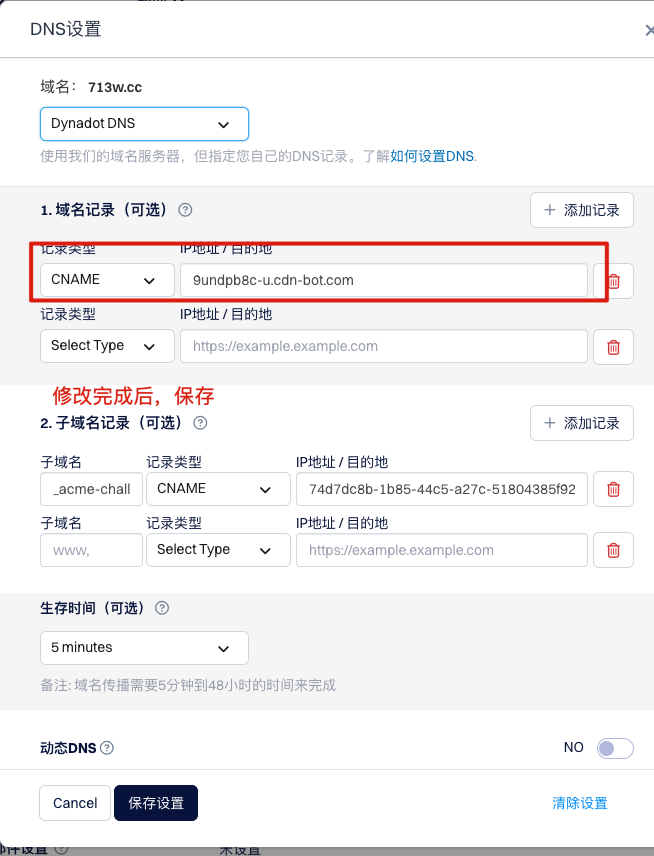 DNS设置
域名： 713w.cc
Dynadot DNS
使用我们的域名服务器，但指定您自己的DNS记录。了解如何设置DNS.
1. 域名记录（可选） ?
+ 添加记录
记录类型 IP地址 / 目的地
CNAME 9undpb8c-u.cdn-bot.com
记录类型 IP地址 / 目的地
Select Type https://example.example.com
修改完成后，保存
2. 子域名记录（可选） ?
+ 添加记录
子域名 记录类型 IP地址 / 目的地
_acme-chall CNAME 74d7dc8b-1b85-44c5-a27c-51804385f92
子域名 记录类型 IP地址 / 目的地
www, Select Type https://example.example.com
生存时间（可选） ?
5 minutes
备注: 域名传播需要5分钟到48小时的时间来完成
动态DNS ? NO
Cancel 保存设置 清除设置
件设置 ? 未设置